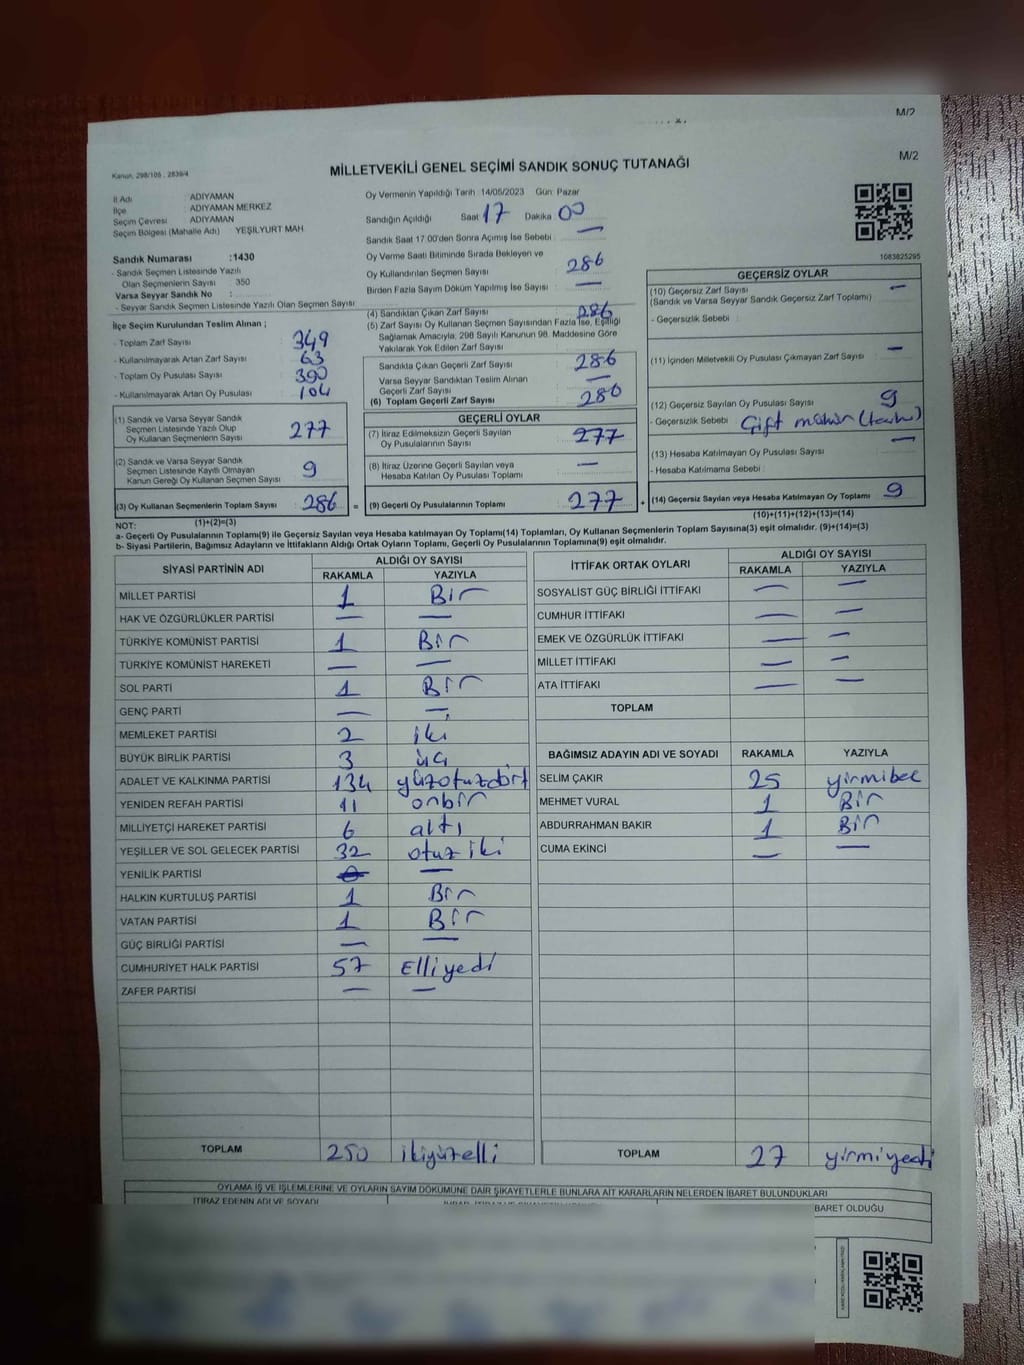 M/2
M/2
Kanun, 298/105 , 2839/4
MİLLETVEKİLİ GENEL SEÇİMİ SANDIK SONUÇ TUTANAĞI
İl Adı : ADIYAMAN
İlçe : ADIYAMAN MERKEZ
Seçim Çevresi : ADIYAMAN
Seçim Bölgesi (Mahalle Adı) YEŞİLYURT MAH.
Sandık Numarası :1430
- Sandık Seçmen Listesinde Yazılı
Olan Seçmenlerin Sayısı 350
Varsa Seyyar Sandık No :
- Seyyar Sandık Seçmen Listesinde Yazılı Olan Seçmen Sayısı
Oy Vermenin Yapıldığı Tarih 14/05/2023 Gün Pazar
Sandığın Açıldığı Saat 17 Dakika 00
Sandık Saat 17:00'den Sonra Açımış İse Sebebi : —
Oy Verme Saati Bitiminde Sırada Bekleyen ve
Oy Kullandırılan Seçmen Sayısı 286
Birden Fazla Sayım Döküm Yapılmış İse Sayısı —
1083825295
İlçe Seçim Kurulundan Teslim Alınan ;
- Toplam Zarf Sayısı 349
- Kullanılmayarak Artan Zarf Sayısı 63
- Toplam Oy Pusulası Sayısı 390
- Kullanılmayarak Artan Oy Pusulası 104
(4) Sandıktan Çıkan Zarf Sayısı 286
(5) Zarf Sayısı Oy Kullanan Seçmen Sayısından Fazla İse, Eşitliği
Sağlamak Amacıyla, 298 Sayılı Kanunun 98. Maddesine Göre
Yakılarak Yok Edilen Zarf Sayısı
Sandıkta Çıkan Geçerli Zarf Sayısı 286
Varsa Seyyar Sandıktan Teslim Alınan
Geçerli Zarf Sayısı —
(6) Toplam Geçerli Zarf Sayısı 286
GEÇERSİZ OYLAR
(10) Geçersiz Zarf Sayısı —
(Sandık ve Varsa Seyyar Sandık Geçersiz Zarf Toplamı)
- Geçersizlik Sebebi :
(11) İçinden Milletvekili Oy Pusulası Çıkmayan Zarf Sayısı —
(12) Geçersiz Sayılan Oy Pusulası Sayısı 9
- Geçersizlik Sebebi Çift mühür
(13) Hesaba Katılmayan Oy Pusulası Sayısı —
- Hesaba Katılmama Sebebi :
(14) Geçersiz Sayılan veya Hesaba Katılmayan Oy Toplamı 9
(10)+(11)+(12)+(13)=(14)
(1) Sandık ve Varsa Seyyar Sandık
Seçmen Listesinde Yazılı Olup
Oy Kullanan Seçmenlerin Sayısı 277
(2) Sandık ve Varsa Seyyar Sandık
Seçmen Listesinde Kayıtlı Olmayan
Kanun Gereği Oy Kullanan Seçmen Sayısı 9
(3) Oy Kullanan Seçmenlerin Toplam Sayısı 286 =
(1)+(2)=(3)
GEÇERLİ OYLAR
(7) İtiraz Edilmeksizin Geçerli Sayılan
Oy Pusulalarının Sayısı 277
(8) İtiraz Üzerine Geçerli Sayılan veya
Hesaba Katılan Oy Pusulası Toplamı —
(9) Geçerli Oy Pusulalarının Toplamı 277 +
NOT:
a- Geçerli Oy Pusulalarının Toplamı(9) ile Geçersiz Sayılan veya Hesaba katılmayan Oy Toplamı(14) Toplamları, Oy Kullanan Seçmenlerin Toplam Sayısına(3) eşit olmalıdır. (9)+(14)=(3)
b- Siyasi Partilerin, Bağımsız Adayların ve İttifakların Aldığı Ortak Oyların Toplamı, Geçerli Oy Pusulalarının Toplamına(9) eşit olmalıdır.
SİYASİ PARTİNİN ADI ALDIĞI OY SAYISI
RAKAMLA YAZIYLA
MİLLET PARTİSİ 1 Bir
HAK VE ÖZGÜRLÜKLER PARTİSİ — —
TÜRKİYE KOMÜNİST PARTİSİ 1 Bir
TÜRKİYE KOMÜNİST HAREKETİ — —
SOL PARTİ 1 Bir
GENÇ PARTİ — —
MEMLEKET PARTİSİ 2 iki
BÜYÜK BİRLİK PARTİSİ 3 üç
ADALET VE KALKINMA PARTİSİ 134 yüzotuzdört
YENİDEN REFAH PARTİSİ 11 onbir
MİLLİYETÇİ HAREKET PARTİSİ 6 altı
YEŞİLLER VE SOL GELECEK PARTİSİ 32 otuz iki
YENİLİK PARTİSİ —
HALKIN KURTULUŞ PARTİSİ 1 Bir
VATAN PARTİSİ 1 Bir
GÜÇ BİRLİĞİ PARTİSİ — —
CUMHURİYET HALK PARTİSİ 57 Elli yedi
ZAFER PARTİSİ — —
TOPLAM 250 ikiyüzelli
İTTİFAK ORTAK OYLARI ALDIĞI OY SAYISI
RAKAMLA YAZIYLA
SOSYALİST GÜÇ BİRLİĞİ İTTİFAKI — —
CUMHUR İTTİFAKI — —
EMEK VE ÖZGÜRLÜK İTTİFAKI — —
MİLLET İTTİFAKI — —
ATA İTTİFAKI — —
TOPLAM
BAĞIMSIZ ADAYIN ADI VE SOYADI RAKAMLA YAZIYLA
SELİM ÇAKIR 25 yirmibeş
MEHMET VURAL 1 Bir
ABDURRAHMAN BAKIR 1 Bir
CUMA EKİNCİ — —
TOPLAM 27 yirmiyedi
OYLAMA İŞ VE İŞLEMLERİNE VE OYLARIN SAYIM DÖKÜMÜNE DAİR ŞİKAYETLERLE BUNLARA AİT KARARLARIN NELERDEN İBARET BULUNDUKLARI
İTİRAZ EDENİN ADI VE SOYADI
BARET OLDUĞU